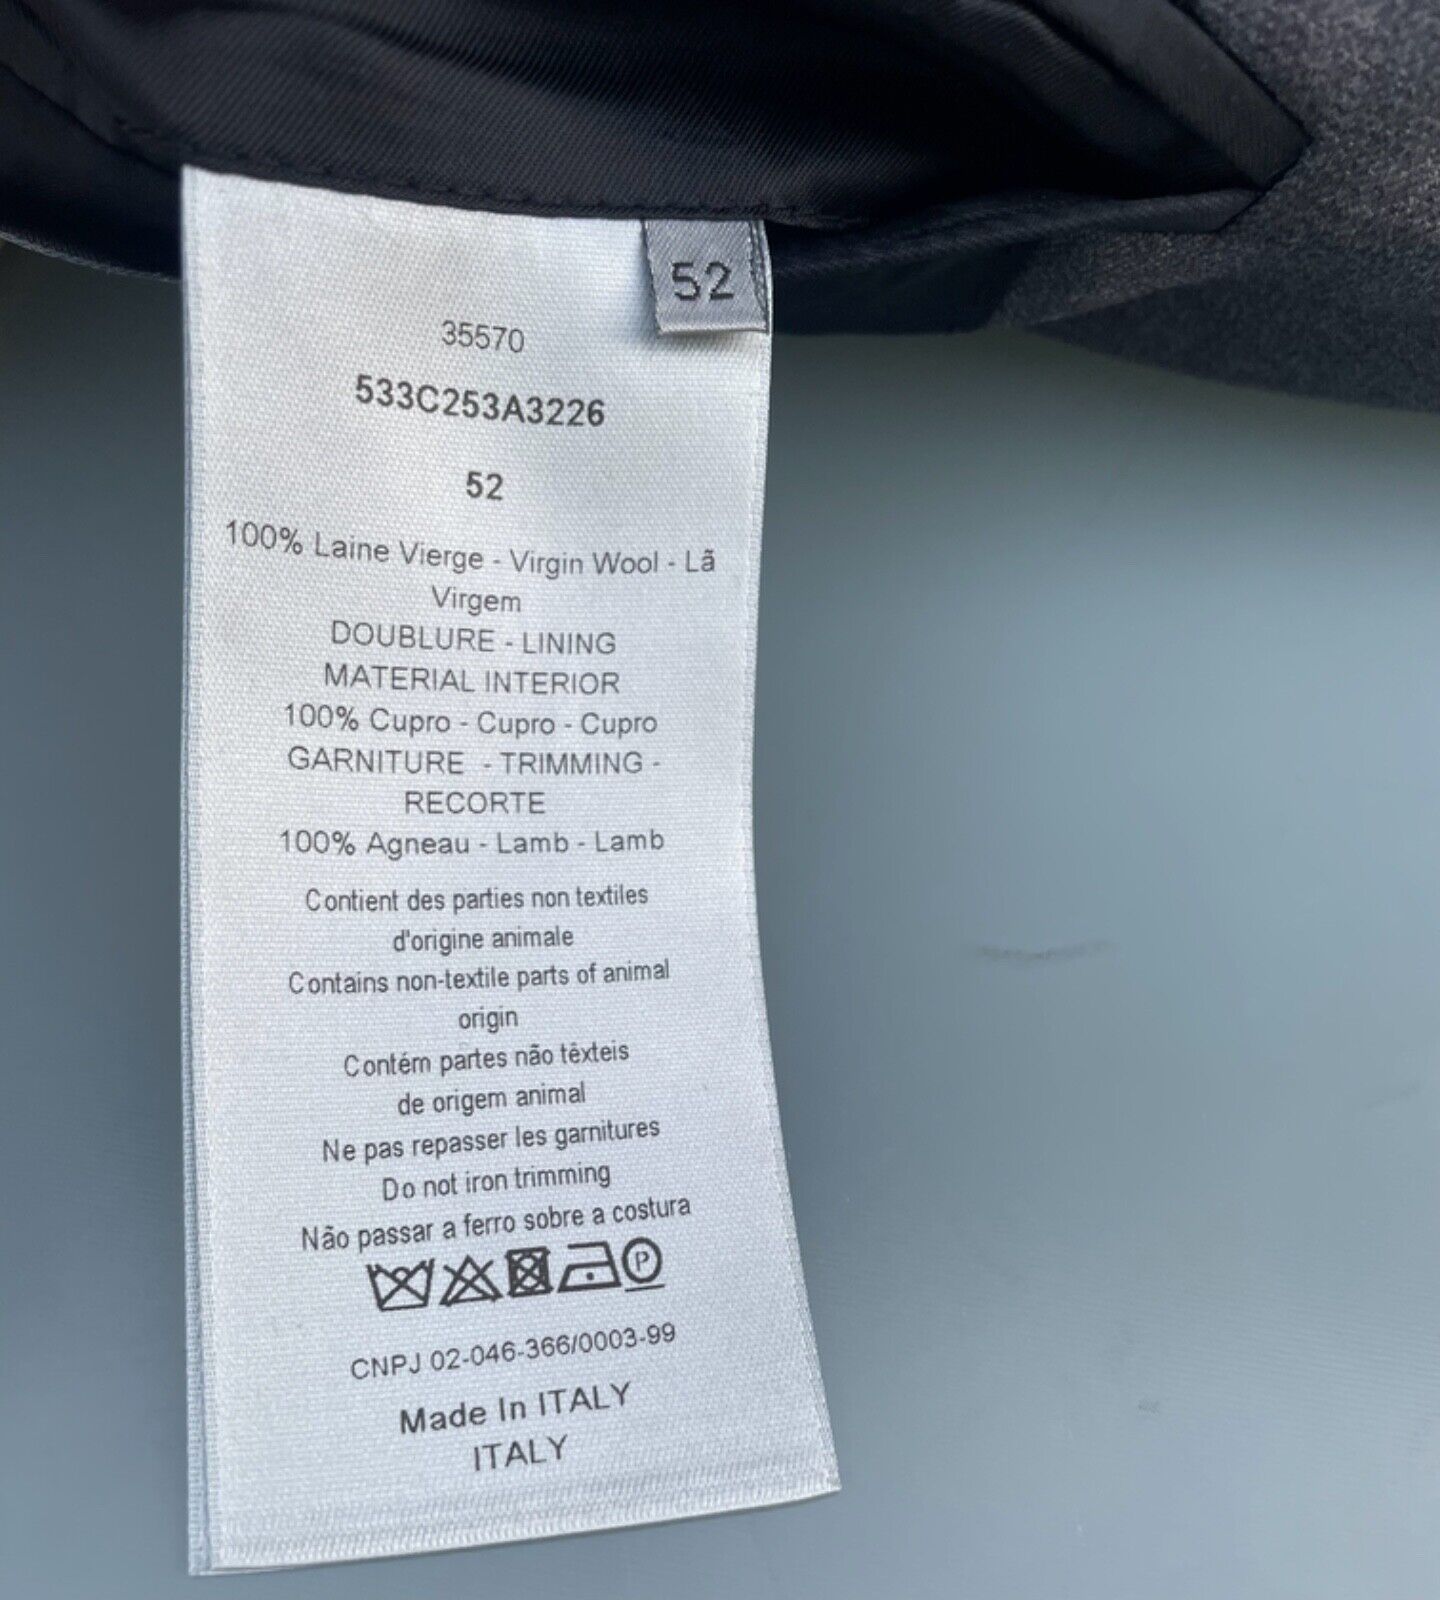 52
35570
533C253A3226
52
100% Laine Vierge - Virgin Wool - Lã
Virgem
DOUBLURE - LINING
MATERIAL INTERIOR
100% Cupro - Cupro - Cupro
GARNITURE - TRIMMING -
RECORTE
100% Agneau - Lamb - Lamb
Contient des parties non textiles
d'origine animale
Contains non-textile parts of animal
origin
Contém partes não têxteis
de origem animal
Ne pas repasser les garnitures
Do not iron trimming
Não passar a ferro sobre a costura
P
CNPJ 02-046-366/0003-99
Made In ITALY
ITALY